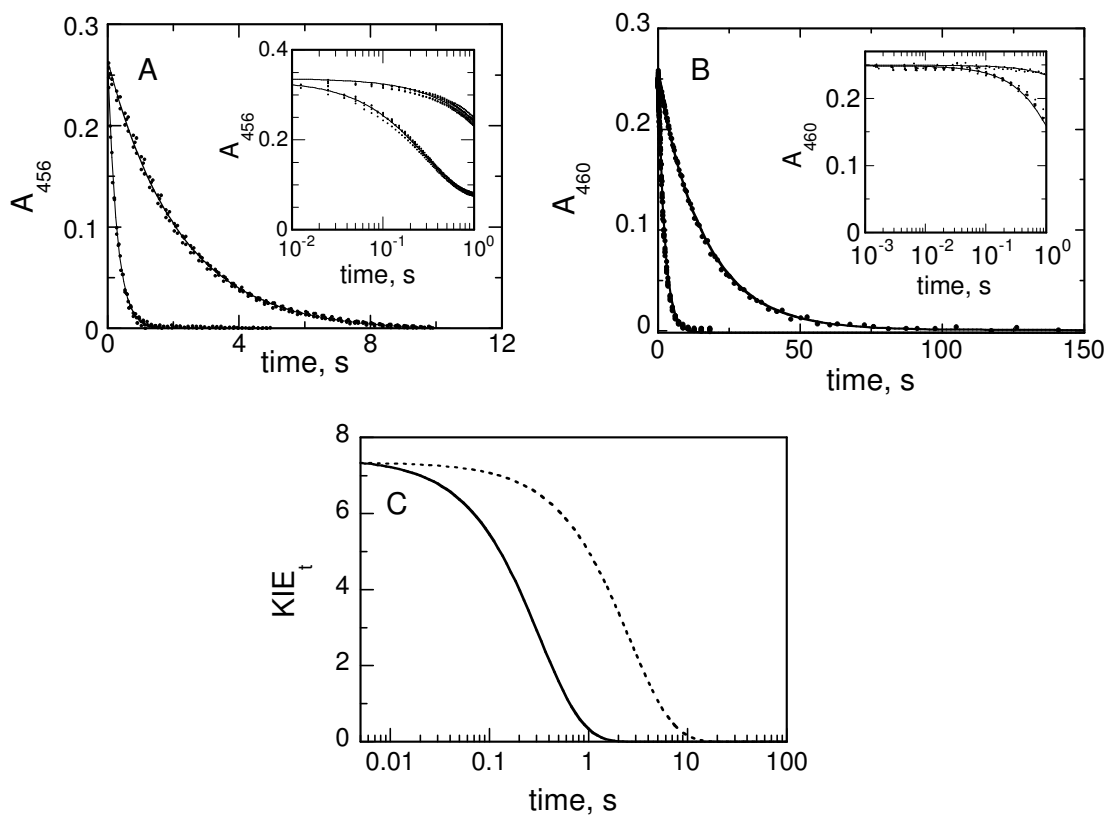 A
A₄₅₆
0.3
0.2
0.1
0
0 4 8 12
time, s
A₄₅₆
0.4
0.2
0
10⁻² 10⁻¹ 10⁰
time, s
B
A₄₆₀
0.3
0.2
0.1
0
0 50 100 150
time, s
A₄₆₀
0.2
0.1
0
10⁻³ 10⁻² 10⁻¹ 10⁰
time, s
C
KIEₜ
8
6
4
2
0
0.01 0.1 1 10 100
time, s